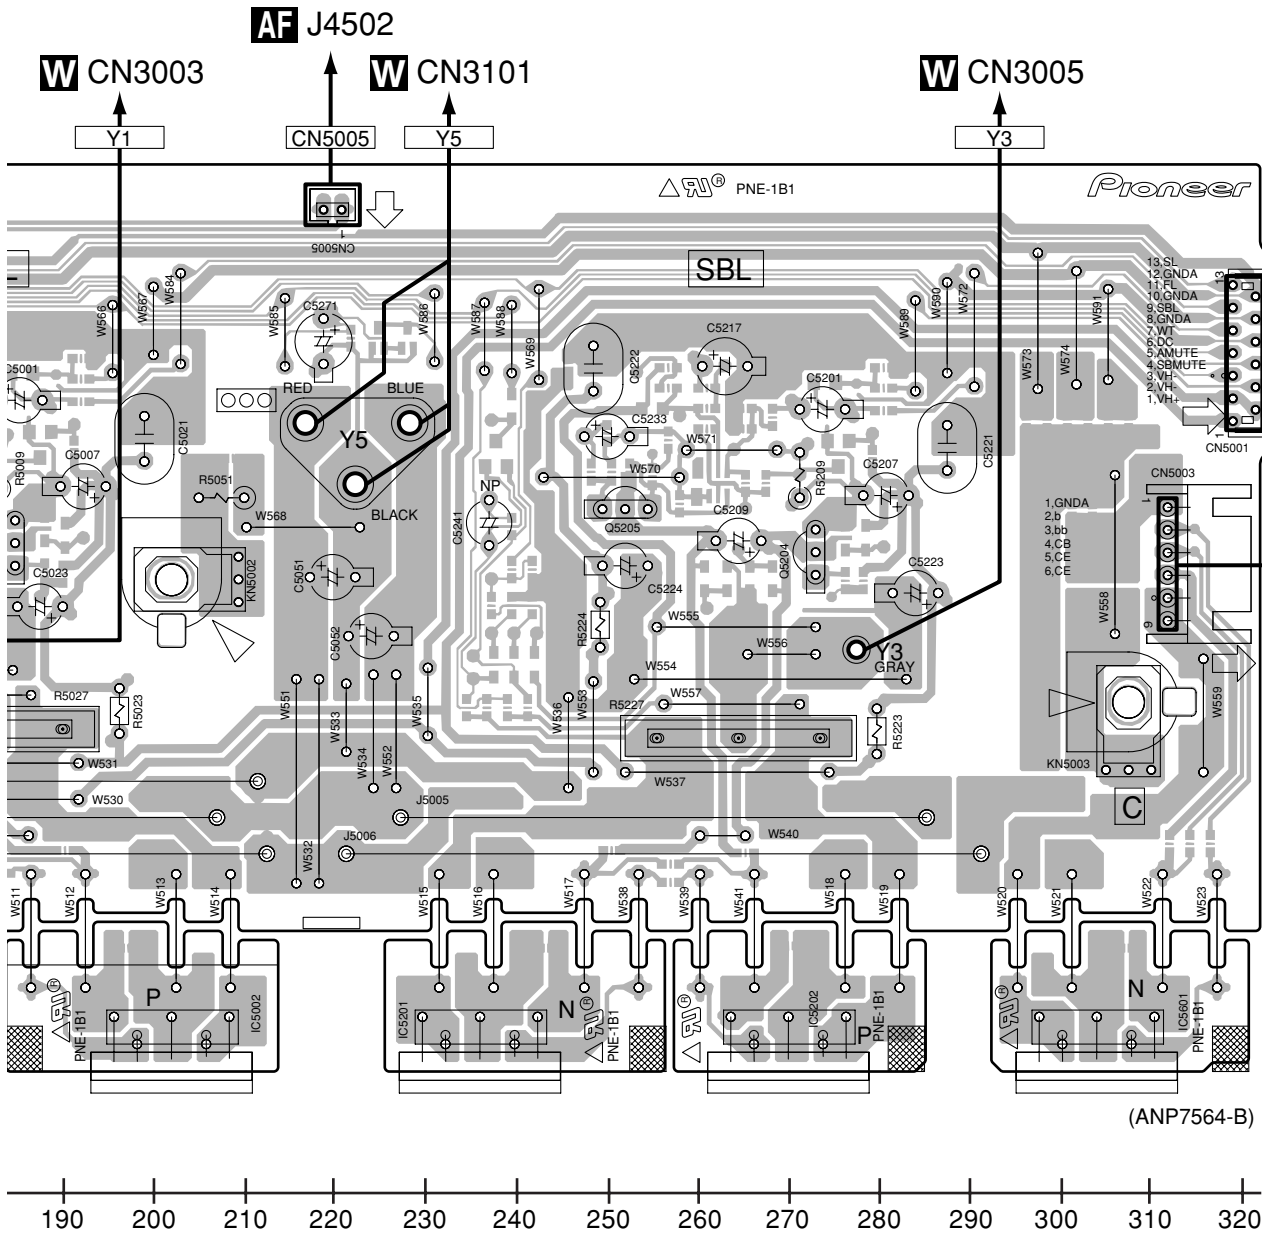 AF J4502
W CN3003
W CN3101
W CN3005
Y1
CN5005
Y5
Y3
PNE-1B1
Pioneer
1
CN5005
SBL
13,SL
12,GNDA
11,FL
10,GNDA
9,SBL
8,GNDA
7,WT
6,DC
5,AMUTE
4,SBMUTE
3,VH-
2,VH-
1,VH+
13
1
CN5001
W566
W567
W584
W585
C5271
W586
W587
W588
W569
C5222
C5217
W589
W590
W572
W573
W574
W591
C5001
C5021
RED
BLUE
Y5
BLACK
C5233
C5201
C5221
W571
W570
R5209
C5207
R5009
C5007
R5051
W568
NP
C5241
Q5205
C5209
Q5204
CN5003
1
1,GNDA
2,b
3,bb
4,CB
5,CE
6,CE
9
C5023
KN5002
C5051
C5052
C5224
C5223
R5224
W555
W556
Y3
GRAY
W554
W558
W559
R5027
R5023
W551
W533
W534
W552
W535
W536
W553
R5227
W557
R5223
W531
W530
W537
KN5003
C
J5005
J5006
W532
W540
W511
W512
W513
W514
W515
W516
W517
W538
W539
W541
W518
W519
W520
W521
W522
W523
P
IC5002
PNE-1B1
IC5201
N
PNE-1B1
IC5202
P
PNE-1B1
N
IC5601
PNE-1B1
(ANP7564-B)
190 200 210 220 230 240 250 260 270 280 290 300 310 320